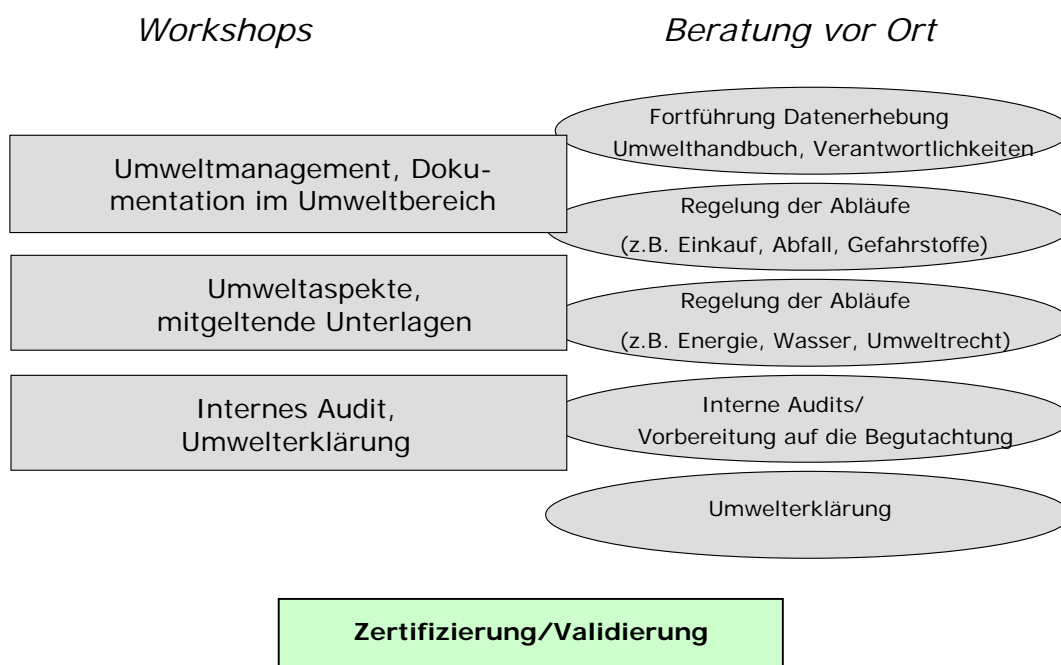 Workshops
Beratung vor Ort
Umweltmanagement, Doku-
mentation im Umweltbereich
Umweltaspekte,
mitgeltende Unterlagen
Internes Audit,
Umwelterklärung
Fortführung Datenerhebung
Umwelthandbuch, Verantwortlichkeiten
Regelung der Abläufe
(z.B. Einkauf, Abfall, Gefahrstoffe)
Regelung der Abläufe
(z.B. Energie, Wasser, Umweltrecht)
Interne Audits/
Vorbereitung auf die Begutachtung
Umwelterklärung
Zertifizierung/Validierung